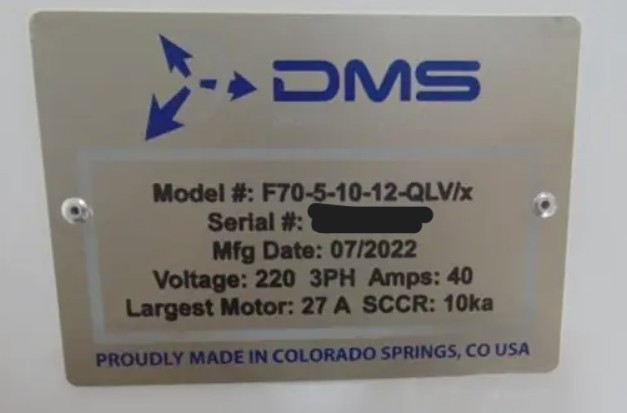 DMS
Model #: F70-5-10-12-QLV/x
Serial #:
Mfg Date: 07/2022
Voltage: 220 3PH Amps: 40
Largest Motor: 27 A SCCR: 10ka
PROUDLY MADE IN COLORADO SPRINGS, CO USA